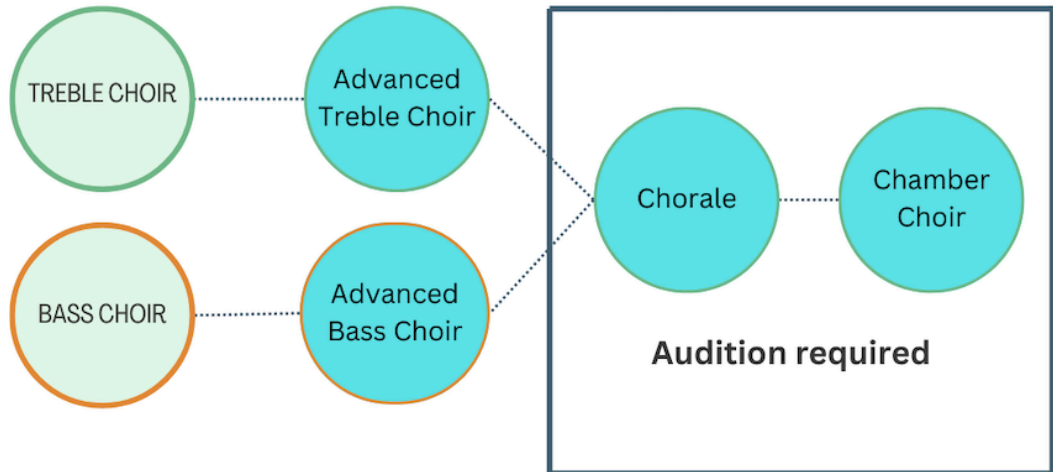 TREBLE CHOIR
Advanced
Treble Choir
BASS CHOIR
Advanced
Bass Choir
Chorale
Chamber
Choir
Audition required